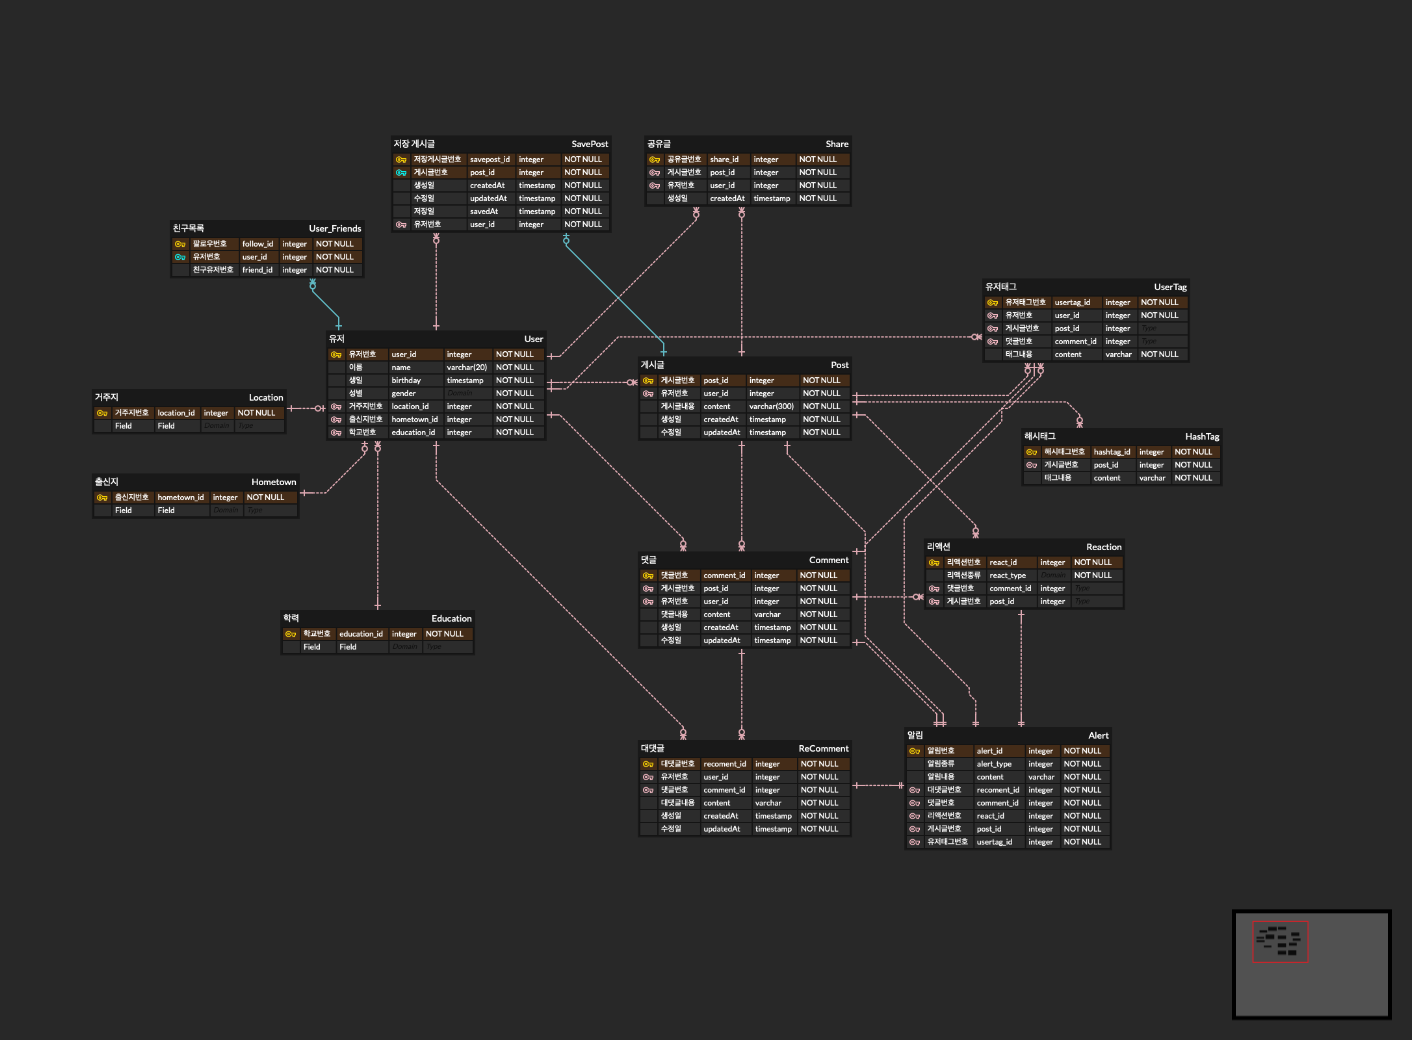 저장 게시글 SavePost
저장게시글번호 savepost_id integer NOT NULL
게시글번호 post_id integer NOT NULL
생성일 createdAt timestamp NOT NULL
수정일 updatedAt timestamp NOT NULL
저장일 savedAt timestamp NOT NULL
유저번호 user_id integer NOT NULL
공유글 Share
공유글번호 share_id integer NOT NULL
게시글번호 post_id integer NOT NULL
유저번호 user_id integer NOT NULL
생성일 createdAt timestamp NOT NULL
친구목록 User_Friends
팔로우번호 follow_id integer NOT NULL
유저번호 user_id integer NOT NULL
친구유저번호 friend_id integer NOT NULL
유저태그 UserTag
유저태그번호 usertag_id integer NOT NULL
유저번호 user_id integer NOT NULL
게시글번호 post_id integer Type
댓글번호 comment_id integer Type
태그내용 content varchar NOT NULL
유저 User
유저번호 user_id integer NOT NULL
이름 name varchar(20) NOT NULL
생일 birthday timestamp NOT NULL
성별 gender Domain NOT NULL
거주지번호 location_id integer NOT NULL
출신지번호 hometown_id integer NOT NULL
학교번호 education_id integer NOT NULL
게시글 Post
게시글번호 post_id integer NOT NULL
유저번호 user_id integer NOT NULL
게시글내용 content varchar(300) NOT NULL
생성일 createdAt timestamp NOT NULL
수정일 updatedAt timestamp NOT NULL
거주지 Location
거주지번호 location_id integer NOT NULL
Field Field Domain Type
해시태그 HashTag
해시태그번호 hashtag_id integer NOT NULL
게시글번호 post_id integer NOT NULL
태그내용 content varchar NOT NULL
출신지 Hometown
출신지번호 hometown_id integer NOT NULL
Field Field Domain Type
댓글 Comment
댓글번호 comment_id integer NOT NULL
게시글번호 post_id integer NOT NULL
유저번호 user_id integer NOT NULL
댓글내용 content varchar NOT NULL
생성일 createdAt timestamp NOT NULL
수정일 updatedAt timestamp NOT NULL
리액션 Reaction
리액션번호 react_id integer NOT NULL
리액션종류 react_type Domain NOT NULL
댓글번호 comment_id integer Type
게시글번호 post_id integer Type
학력 Education
학교번호 education_id integer NOT NULL
Field Field Domain Type
대댓글 ReComment
대댓글번호 recoment_id integer NOT NULL
유저번호 user_id integer NOT NULL
댓글번호 comment_id integer NOT NULL
대댓글내용 content varchar NOT NULL
생성일 createdAt timestamp NOT NULL
수정일 updatedAt timestamp NOT NULL
알림 Alert
알림번호 alert_id integer NOT NULL
알림종류 alert_type integer NOT NULL
알림내용 content varchar NOT NULL
대댓글번호 recoment_id integer NOT NULL
댓글번호 comment_id integer NOT NULL
리액션번호 react_id integer NOT NULL
게시글번호 post_id integer NOT NULL
유저태그번호 usertag_id integer NOT NULL